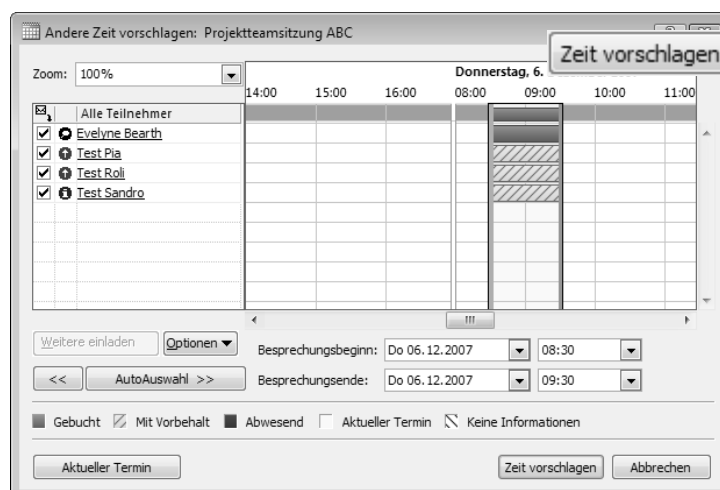 Andere Zeit vorschlagen: Projektteamsitzung ABC
Zeit vorschlagen
Zoom: 100%
Donnerstag, 6.
14:00 15:00 16:00 08:00 09:00 10:00 11:00
Alle Teilnehmer
Evelyne Bearth
Test Pia
Test Roli
Test Sandro
Weitere einladen Optionen Besprechungsbeginn: Do 06.12.2007 08:30
<< AutoAuswahl >> Besprechungsende: Do 06.12.2007 09:30
Gebucht Mit Vorbehalt Abwesend Aktueller Termin Keine Informationen
Aktueller Termin Zeit vorschlagen Abbrechen